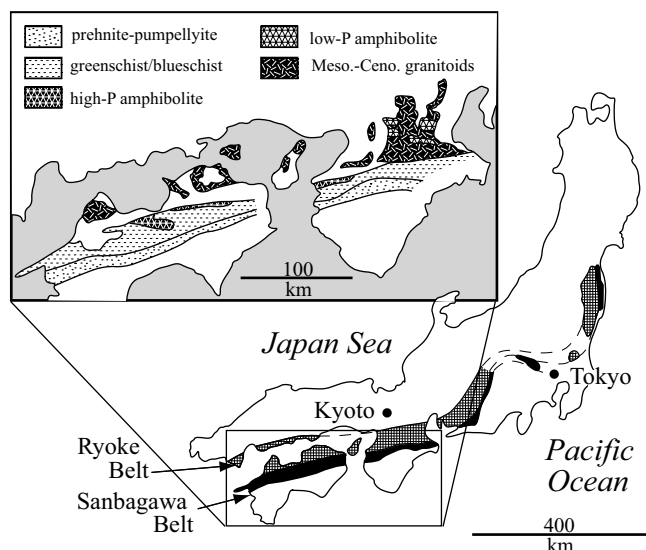 prehnite-pumpellyite
greenschist/blueschist
high-P amphibolite
low-P amphibolite
Meso.-Ceno. granitoids
100
km
Japan Sea
Kyoto
Tokyo
Ryoke
Belt
Sanbagawa
Belt
Pacific
Ocean
400
km